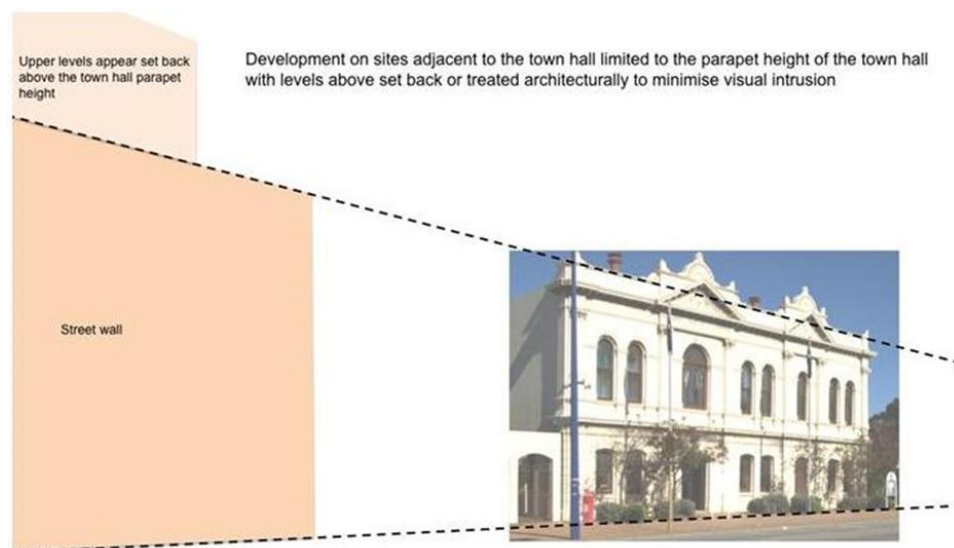 Upper levels appear set back
above the town hall parapet
height
Development on sites adjacent to the town hall limited to the parapet height of the town hall
with levels above set back or treated architecturally to minimise visual intrusion
Street wall